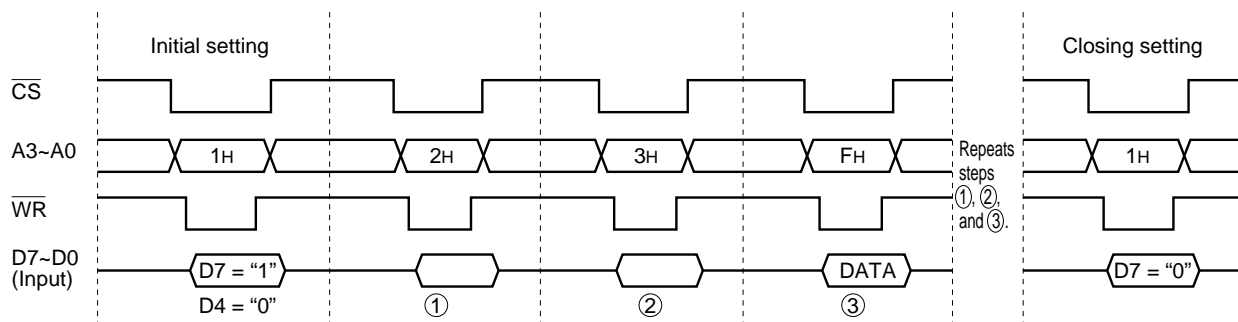 Initial setting
Closing setting
CS
A3~A0
1H
2H
3H
FH
1H
Repeats
steps
①, ②,
and ③.
WR
D7~D0
(Input)
D7 = “1”
DATA
D7 = “0”
D4 = “0”
①
②
③